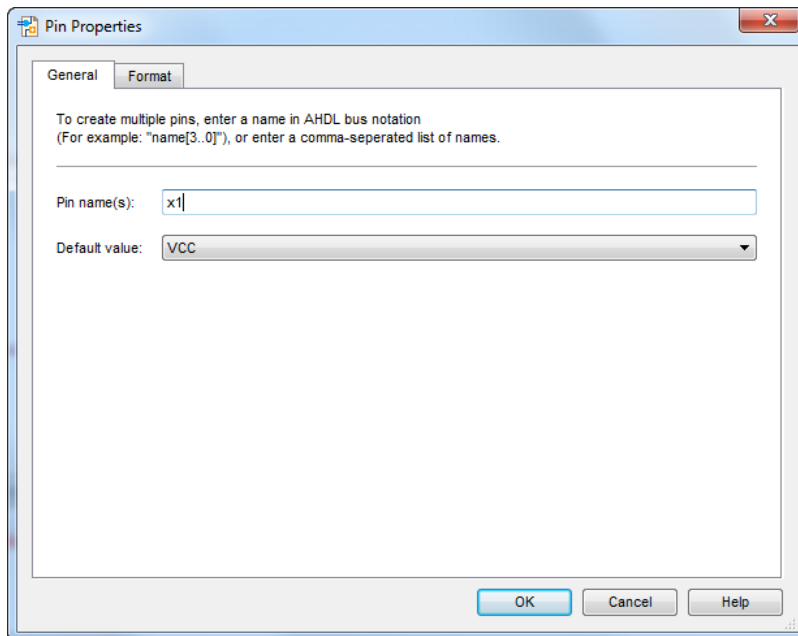 Pin Properties
General Format
To create multiple pins, enter a name in AHDL bus notation
(For example: "name[3..0]"), or enter a comma-seperated list of names.
Pin name(s): x1
Default value: VCC
OK Cancel Help